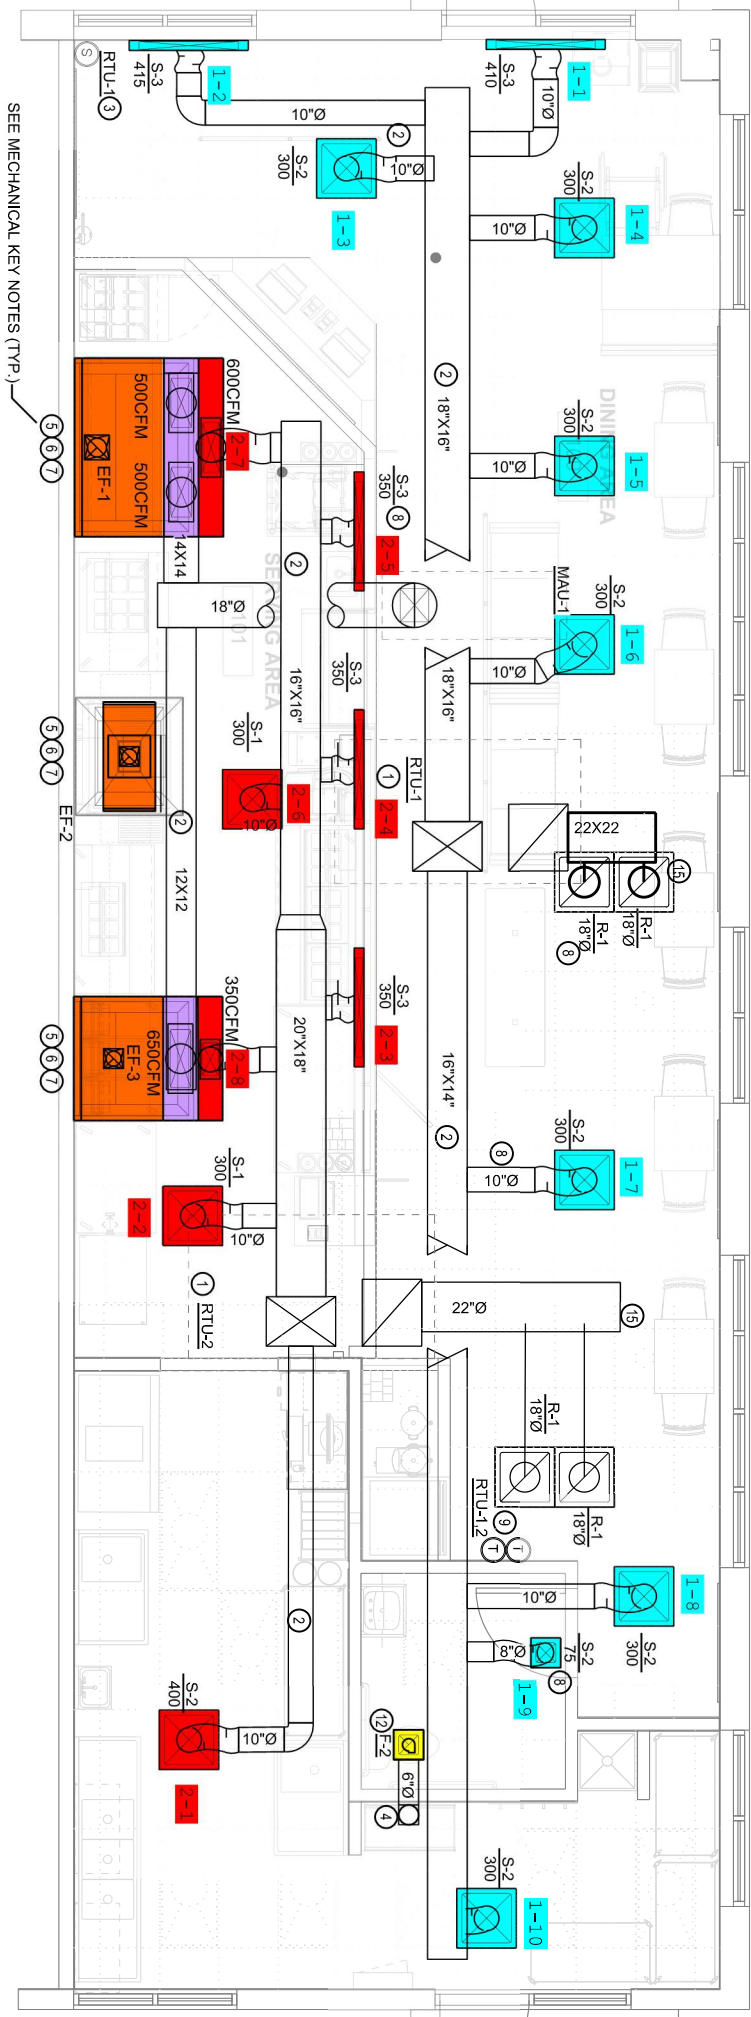 1-1
S-3
410
10"Ø
1-2
S-3
415
10"Ø
S
RTU-1
3
2
S-2
300
10"Ø
1-3
S-2
300
10"Ø
1-4
2
18"X16"
DINING AREA
S-2
300
10"Ø
1-5
SEE MECHANICAL KEY NOTES (TYP.)
5
6
7
EF-1
500CFM
500CFM
600CFM
2-7
14X14
S-3
350
8
2-5
2
SERVING AREA
101
18"Ø
16"X16"
MAU-1
S-2
300
1-6
10"Ø
18"X16"
S-3
350
RTU-1
1
2-4
S-1
300
2-6
10"Ø
5
6
7
EF-2
2
12X12
22X22
15
R-1
18"Ø
R-1
18"Ø
8
S-3
350
2-3
20"X18"
16"X14"
2
5
6
7
EF-3
650CFM
350CFM
2-8
S-2
300
1-7
8
10"Ø
S-1
300
2-2
10"Ø
1
RTU-2
22"Ø
15
R-1
18"Ø
R-1
18"Ø
RTU-1,2
9
T
T
10"Ø
1-8
S-2
300
8"Ø
S-2
75
8
1-9
2
S-2
400
10"Ø
2-1
12
F-2
6"Ø
4
S-2
300
1-10